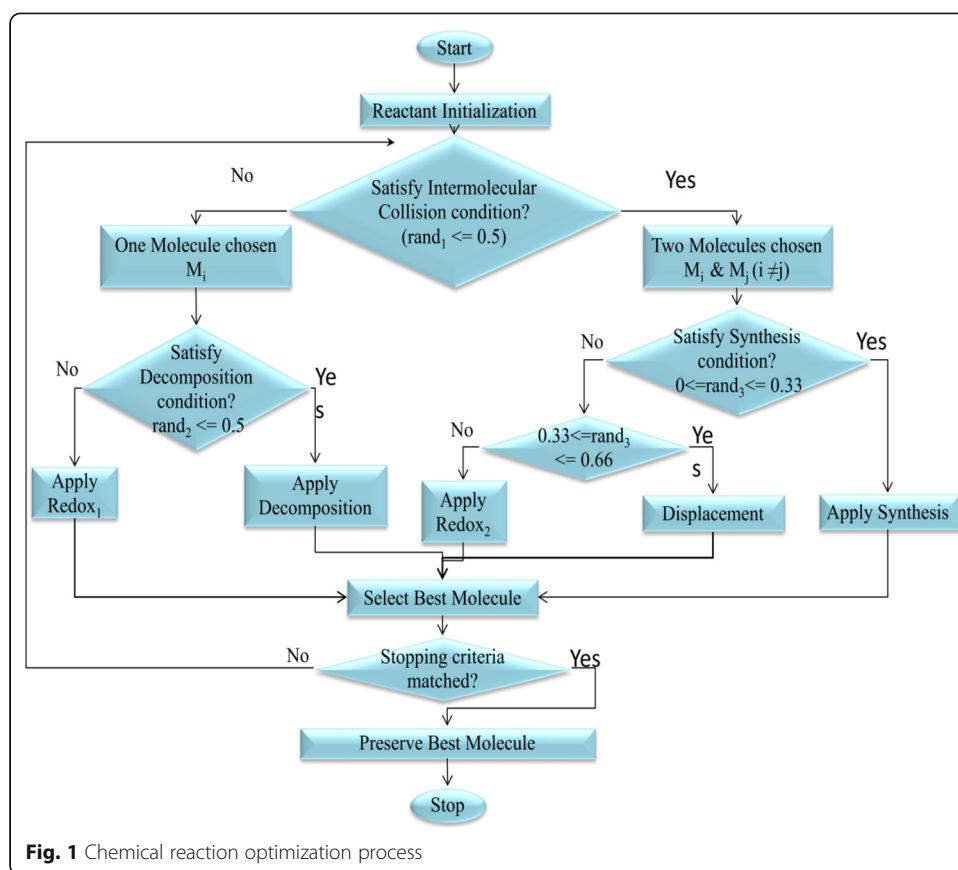 Start
Reactant Initialization
No
Satisfy Intermolecular
Collision condition?
(rand₁ <= 0.5)
Yes
One Molecule chosen
Mᵢ
Two Molecules chosen
Mᵢ & Mⱼ (i ≠j)
No
Satisfy
Decomposition
condition?
rand₂ <= 0.5
Ye
s
No
Satisfy Synthesis
condition?
0<=rand₃<= 0.33
Yes
No
0.33<=rand₃
<= 0.66
Ye
s
Apply
Redox₁
Apply
Decomposition
Apply
Redox₂
Displacement
Apply Synthesis
Select Best Molecule
No
Stopping criteria
matched?
Yes
Preserve Best Molecule
Stop
Fig. 1 Chemical reaction optimization process